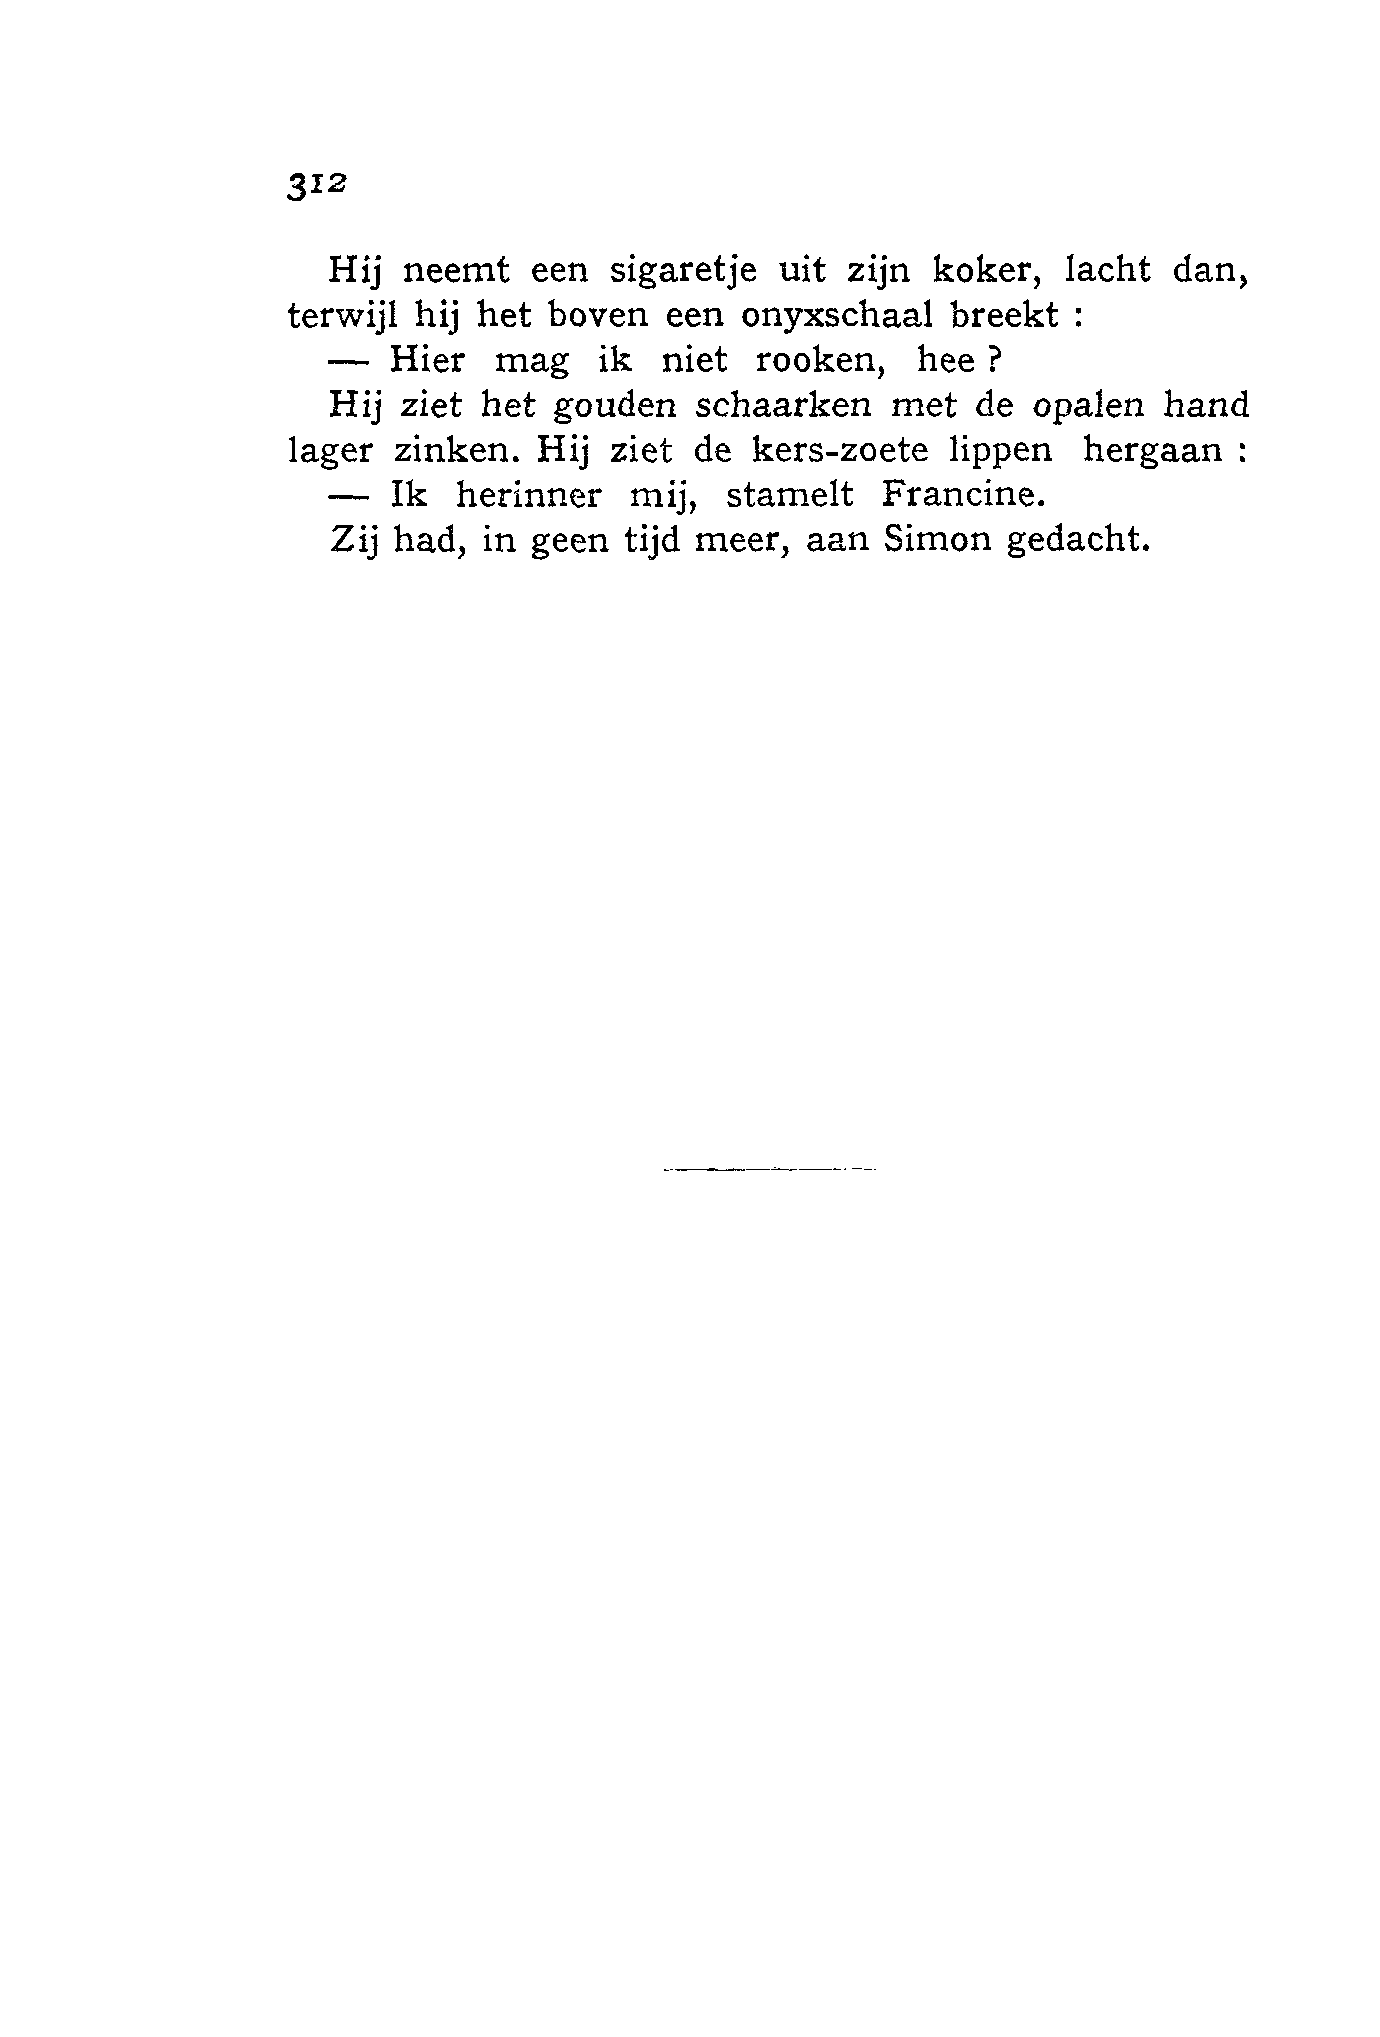 312
Hij neemt een sigaretje uit zijn koker, lacht dan,
terwijl hij het boven een onyxschaal breekt :
— Hier mag ik niet rooken, hee ?
Hij ziet het gouden schaarken met de opalen hand
lager zinken. Hij ziet de kers-zoete lippen hergaan :
— Ik herinner mij, stamelt Francine.
Zij had, in geen tijd meer, aan Simon gedacht.